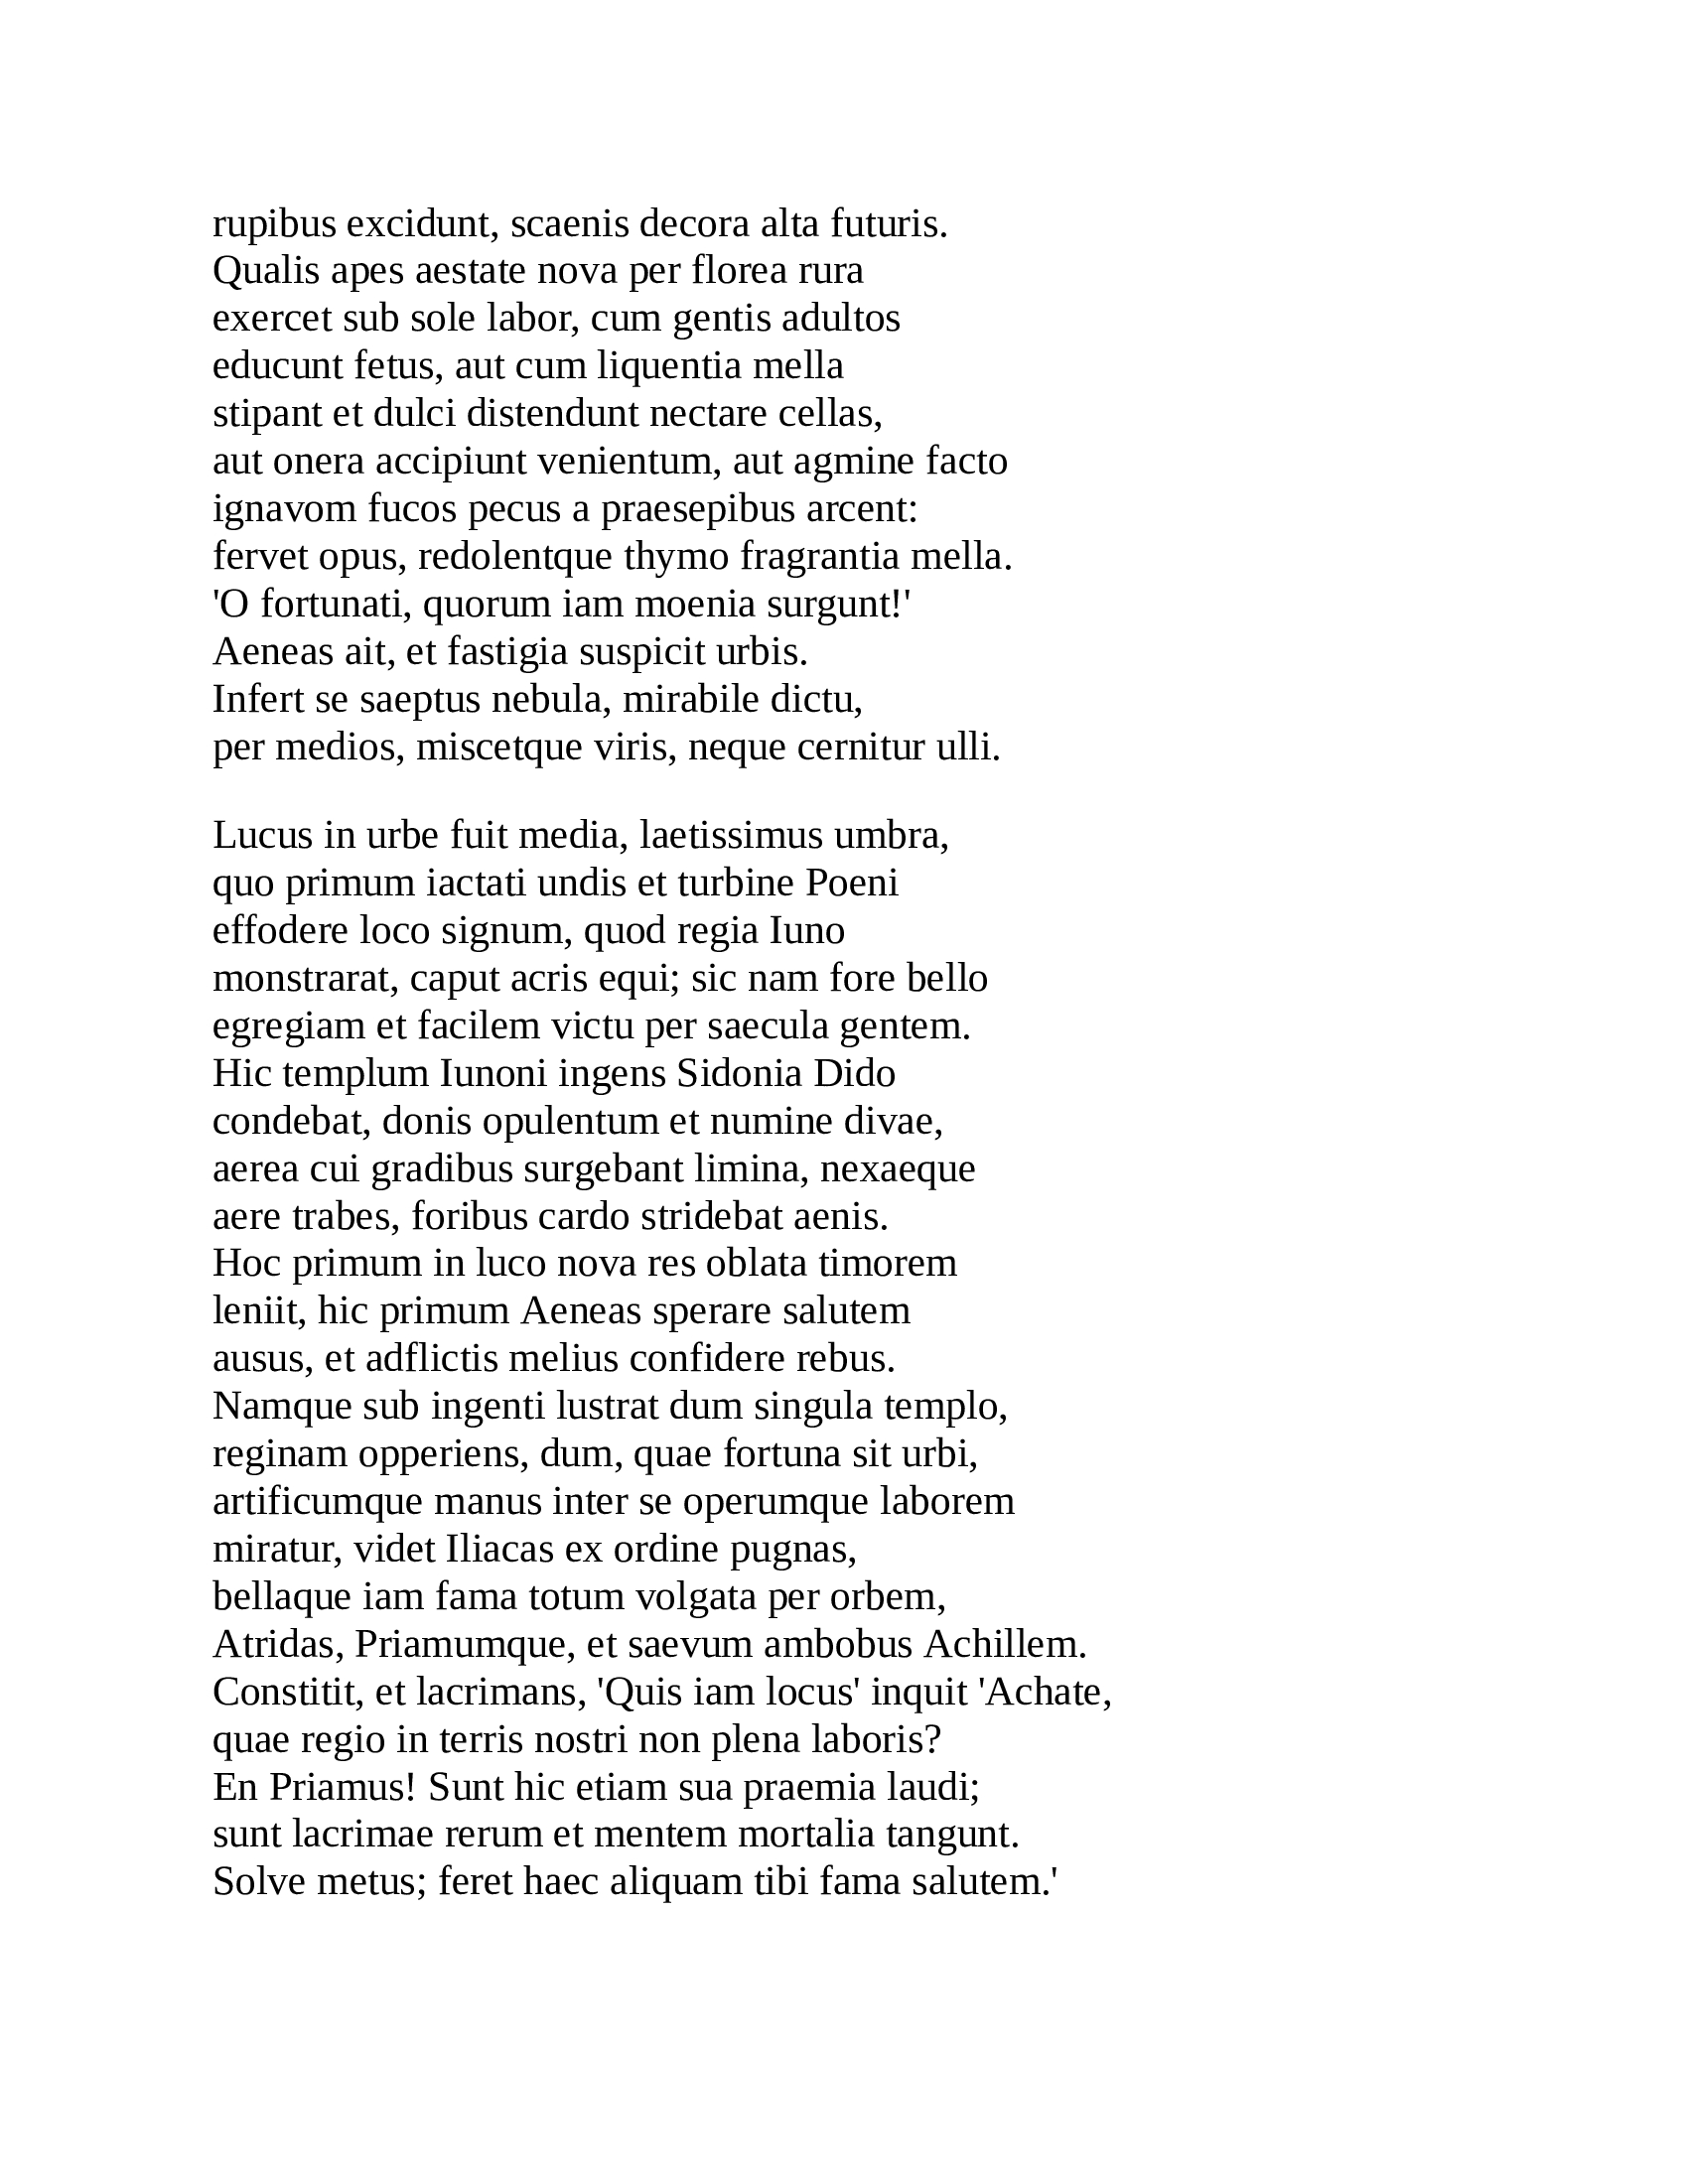 rupibus excidunt, scaenis decora alta futuris.
Qualis apes aestate nova per florea rura
exercet sub sole labor, cum gentis adultos
educunt fetus, aut cum liquentia mella
stipant et dulci distendunt nectare cellas,
aut onera accipiunt venientum, aut agmine facto
ignavom fucos pecus a praesepibus arcent:
fervet opus, redolentque thymo fragrantia mella.
'O fortunati, quorum iam moenia surgunt!'
Aeneas ait, et fastigia suspicit urbis.
Infert se saeptus nebula, mirabile dictu,
per medios, miscetque viris, neque cernitur ulli.

Lucus in urbe fuit media, laetissimus umbra,
quo primum iactati undis et turbine Poeni
effodere loco signum, quod regia Iuno
monstrarat, caput acris equi; sic nam fore bello
egregiam et facilem victu per saecula gentem.
Hic templum Iunoni ingens Sidonia Dido
condebat, donis opulentum et numine divae,
aerea cui gradibus surgebant limina, nexaeque
aere trabes, foribus cardo stridebat aenis.
Hoc primum in luco nova res oblata timorem
leniit, hic primum Aeneas sperare salutem
ausus, et adflictis melius confidere rebus.
Namque sub ingenti lustrat dum singula templo,
reginam opperiens, dum, quae fortuna sit urbi,
artificumque manus inter se operumque laborem
miratur, videt Iliacas ex ordine pugnas,
bellaque iam fama totum volgata per orbem,
Atridas, Priamumque, et saevum ambobus Achillem.
Constitit, et lacrimans, 'Quis iam locus' inquit 'Achate,
quae regio in terris nostri non plena laboris?
En Priamus! Sunt hic etiam sua praemia laudi;
sunt lacrimae rerum et mentem mortalia tangunt.
Solve metus; feret haec aliquam tibi fama salutem.'